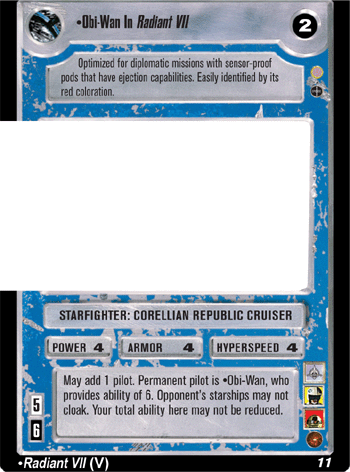 •Obi-Wan In Radiant VII
2
Optimized for diplomatic missions with sensor-proof
pods that have ejection capabilities. Easily identified by its
red coloration.
STARFIGHTER: CORELLIAN REPUBLIC CRUISER
POWER 4 ARMOR 4 HYPERSPEED 4
May add 1 pilot. Permanent pilot is •Obi-Wan, who
provides ability of 6. Opponent's starships may not
cloak. Your total ability here may not be reduced.
5
6
•Radiant VII (V) 11